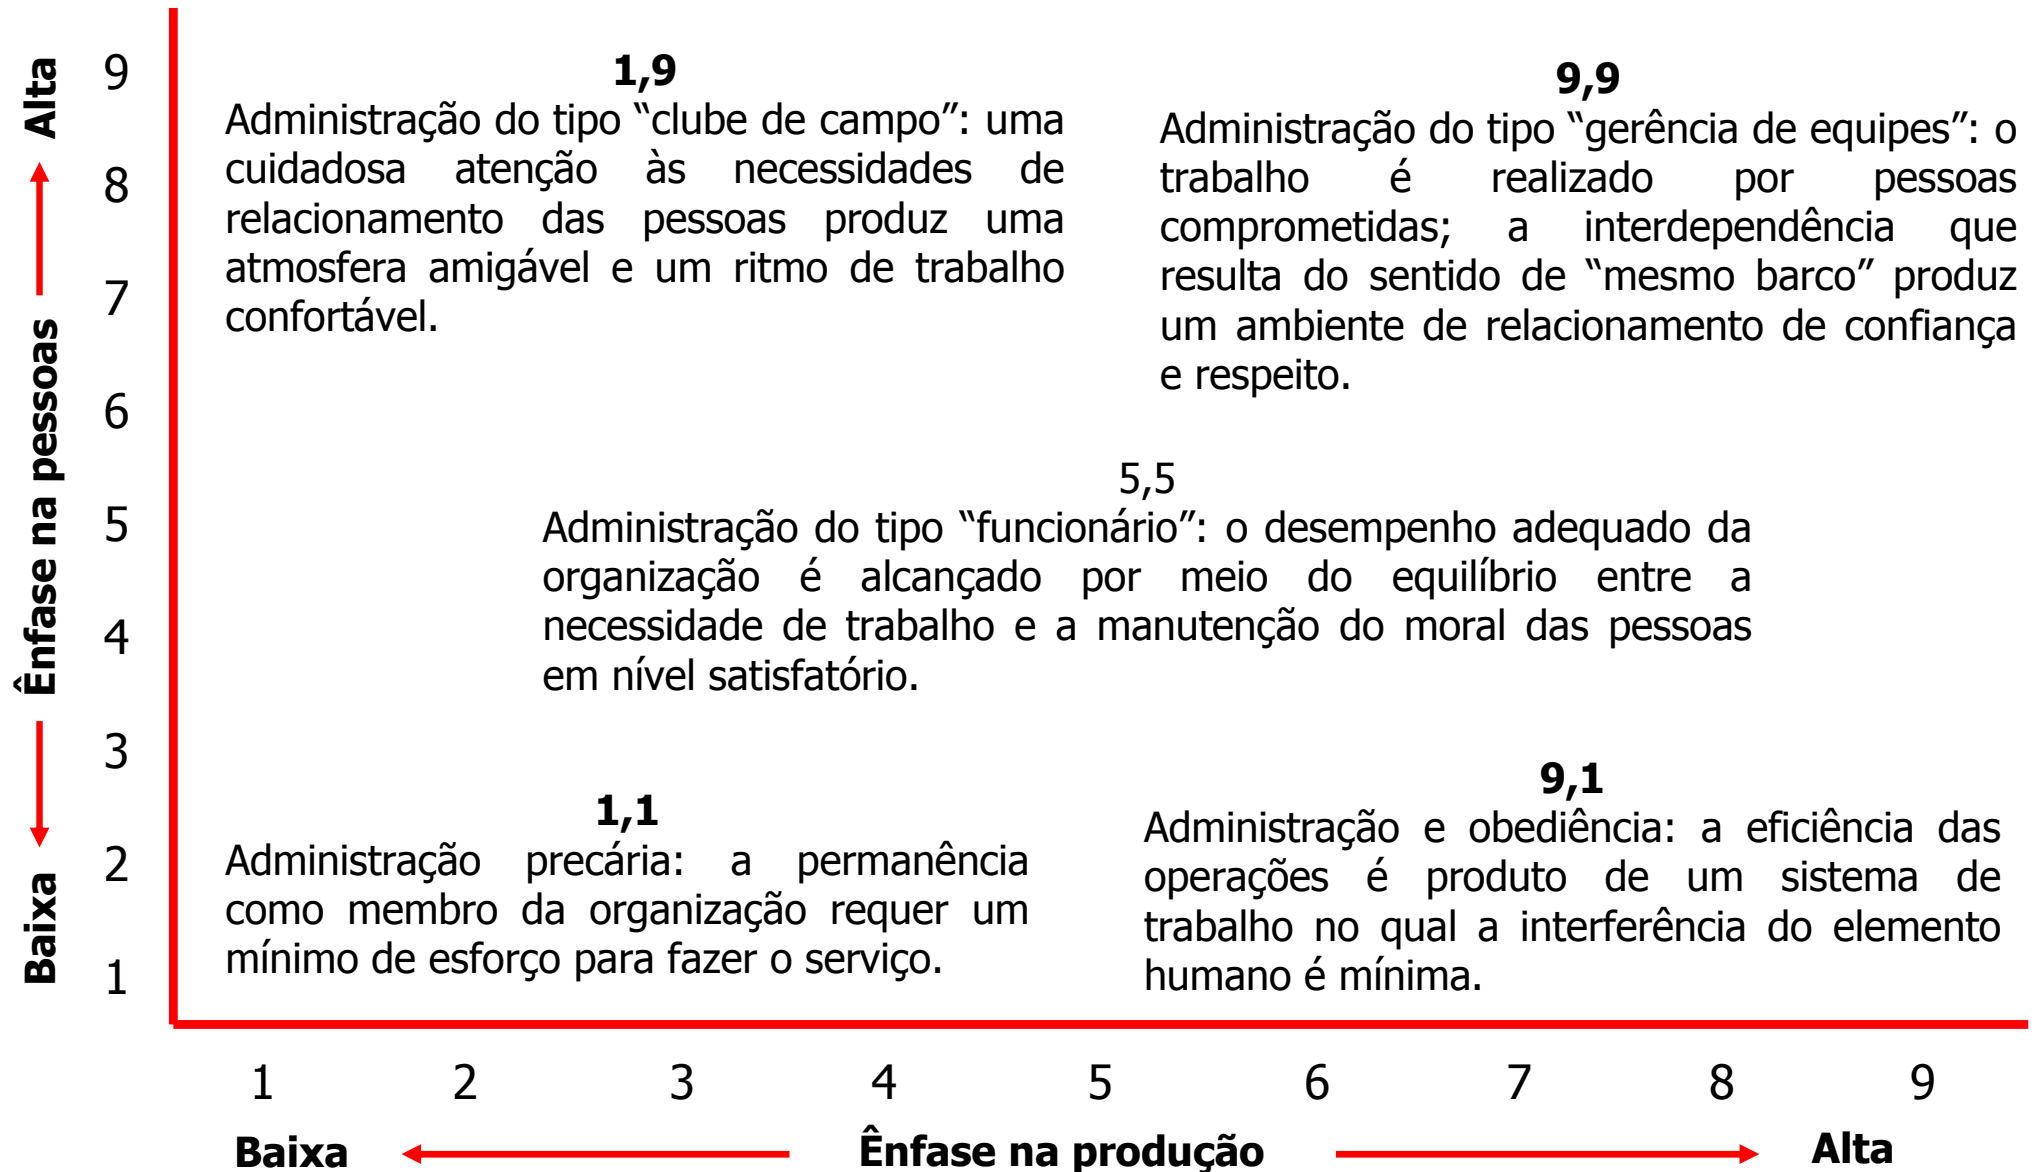 Alta
Ênfase na pessoas
Baixa
9
8
7
6
5
4
3
2
1
1,9
Administração do tipo “clube de campo”: uma
cuidadosa atenção às necessidades de
relacionamento das pessoas produz uma
atmosfera amigável e um ritmo de trabalho
confortável.
9,9
Administração do tipo “gerência de equipes”: o
trabalho é realizado por pessoas
comprometidas; a interdependência que
resulta do sentido de “mesmo barco” produz
um ambiente de relacionamento de confiança
e respeito.
5,5
Administração do tipo “funcionário”: o desempenho adequado da
organização é alcançado por meio do equilíbrio entre a
necessidade de trabalho e a manutenção do moral das pessoas
em nível satisfatório.
1,1
Administração precária: a permanência
como membro da organização requer um
mínimo de esforço para fazer o serviço.
9,1
Administração e obediência: a eficiência das
operações é produto de um sistema de
trabalho no qual a interferência do elemento
humano é mínima.
1 2 3 4 5 6 7 8 9
Baixa Ênfase na produção Alta